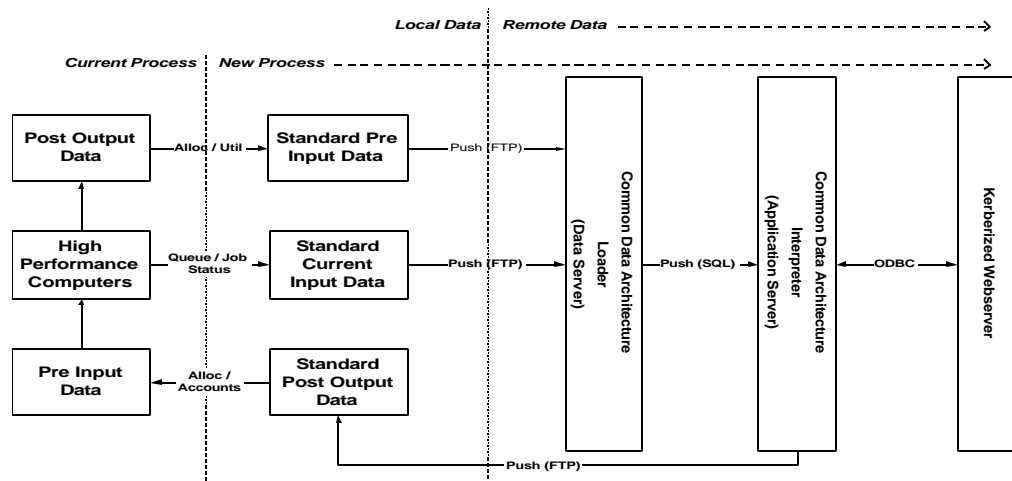 Local Data
Remote Data
Current Process
New Process
Post Output
Data
Alloc / Util
Standard Pre
Input Data
Push (FTP)
High
Performance
Computers
Queue / Job
Status
Standard
Current
Input Data
Push (FTP)
Pre Input
Data
Alloc /
Accounts
Standard
Post Output
Data
Push (FTP)
Common Data Architecture
Loader
(Data Server)
Push (SQL)
Common Data Architecture
Interpreter
(Application Server)
ODBC
Kerberized Webserver